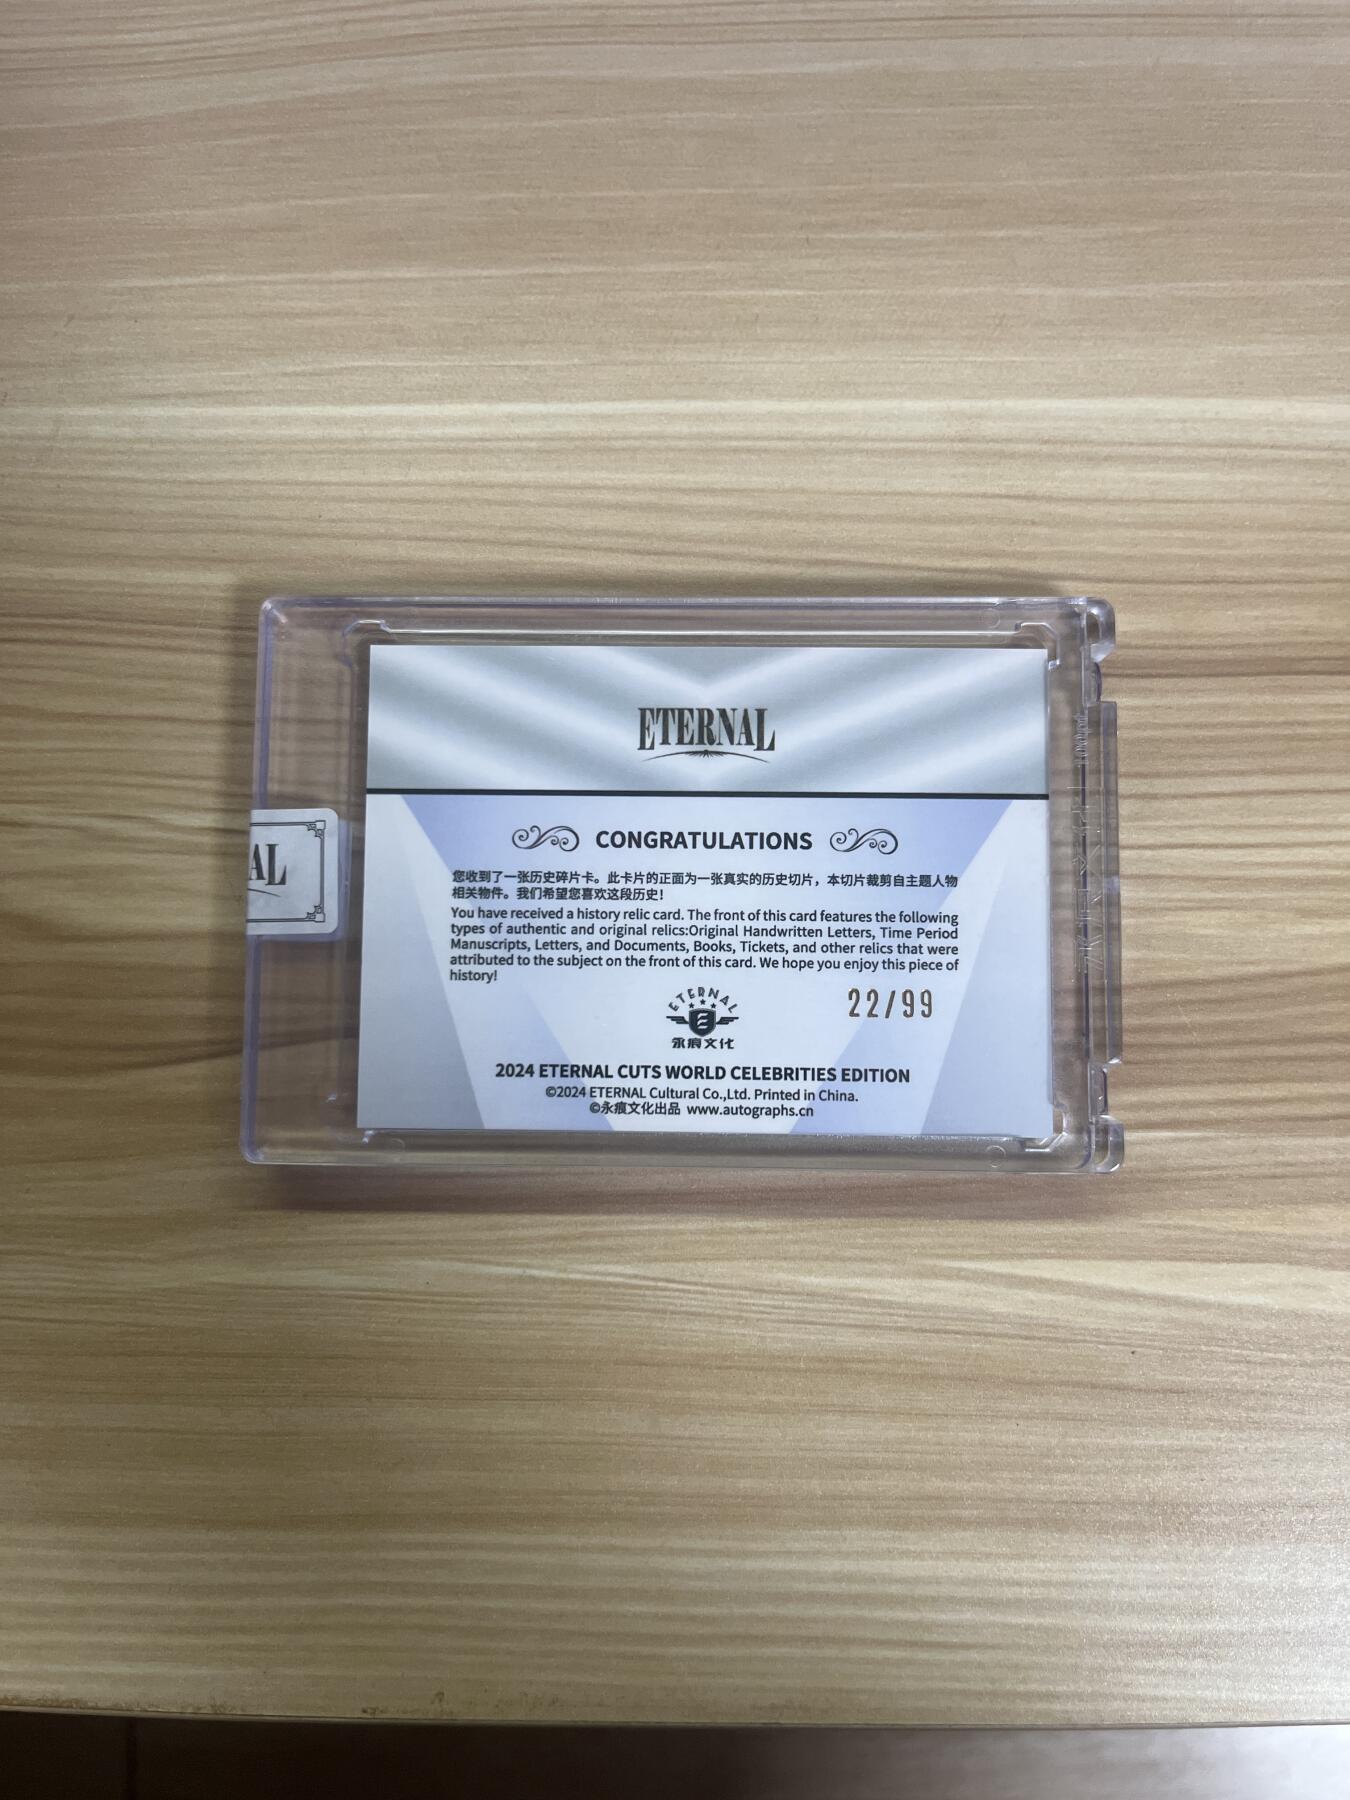 ETERNAL
CONGRATULATIONS
您收到了一张历史碎片卡。此卡片的正面为一张真实的历史切片，本切片裁剪自主题人物
相关物件。我们希望您喜欢这段历史!
You have received a history relic card. The front of this card features the following
types of authentic and original relics:Original Handwritten Letters, Time Period
Manuscripts, Letters, and Documents, Books, Tickets, and other relics that were
attributed to the subject on the front of this card. We hope you enjoy this piece of
history!
22/99
ETERNAL
永痕文化
2024 ETERNAL CUTS WORLD CELEBRITIES EDITION
©2024 ETERNAL Cultural Co.,Ltd. Printed in China.
©永痕文化出品 www.autographs.cn
AL